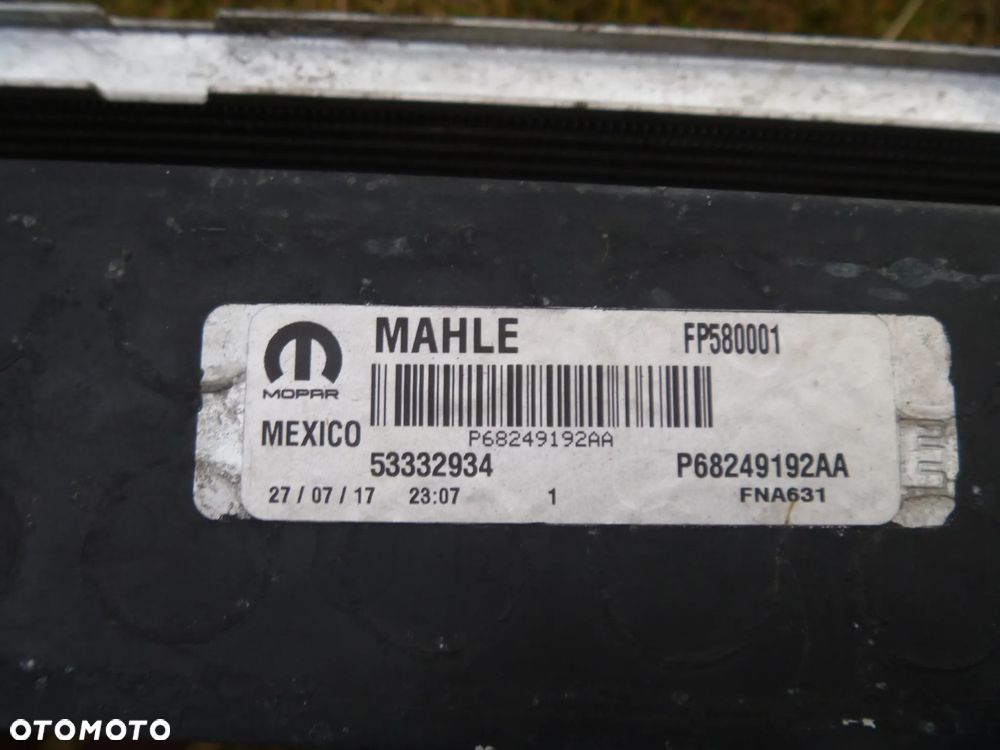 MAHLE FP580001
MOPAR
MEXICO P68249192AA
53332934 P68249192AA
27 / 07 / 17 23:07 1 FNA631
OTOMOTO